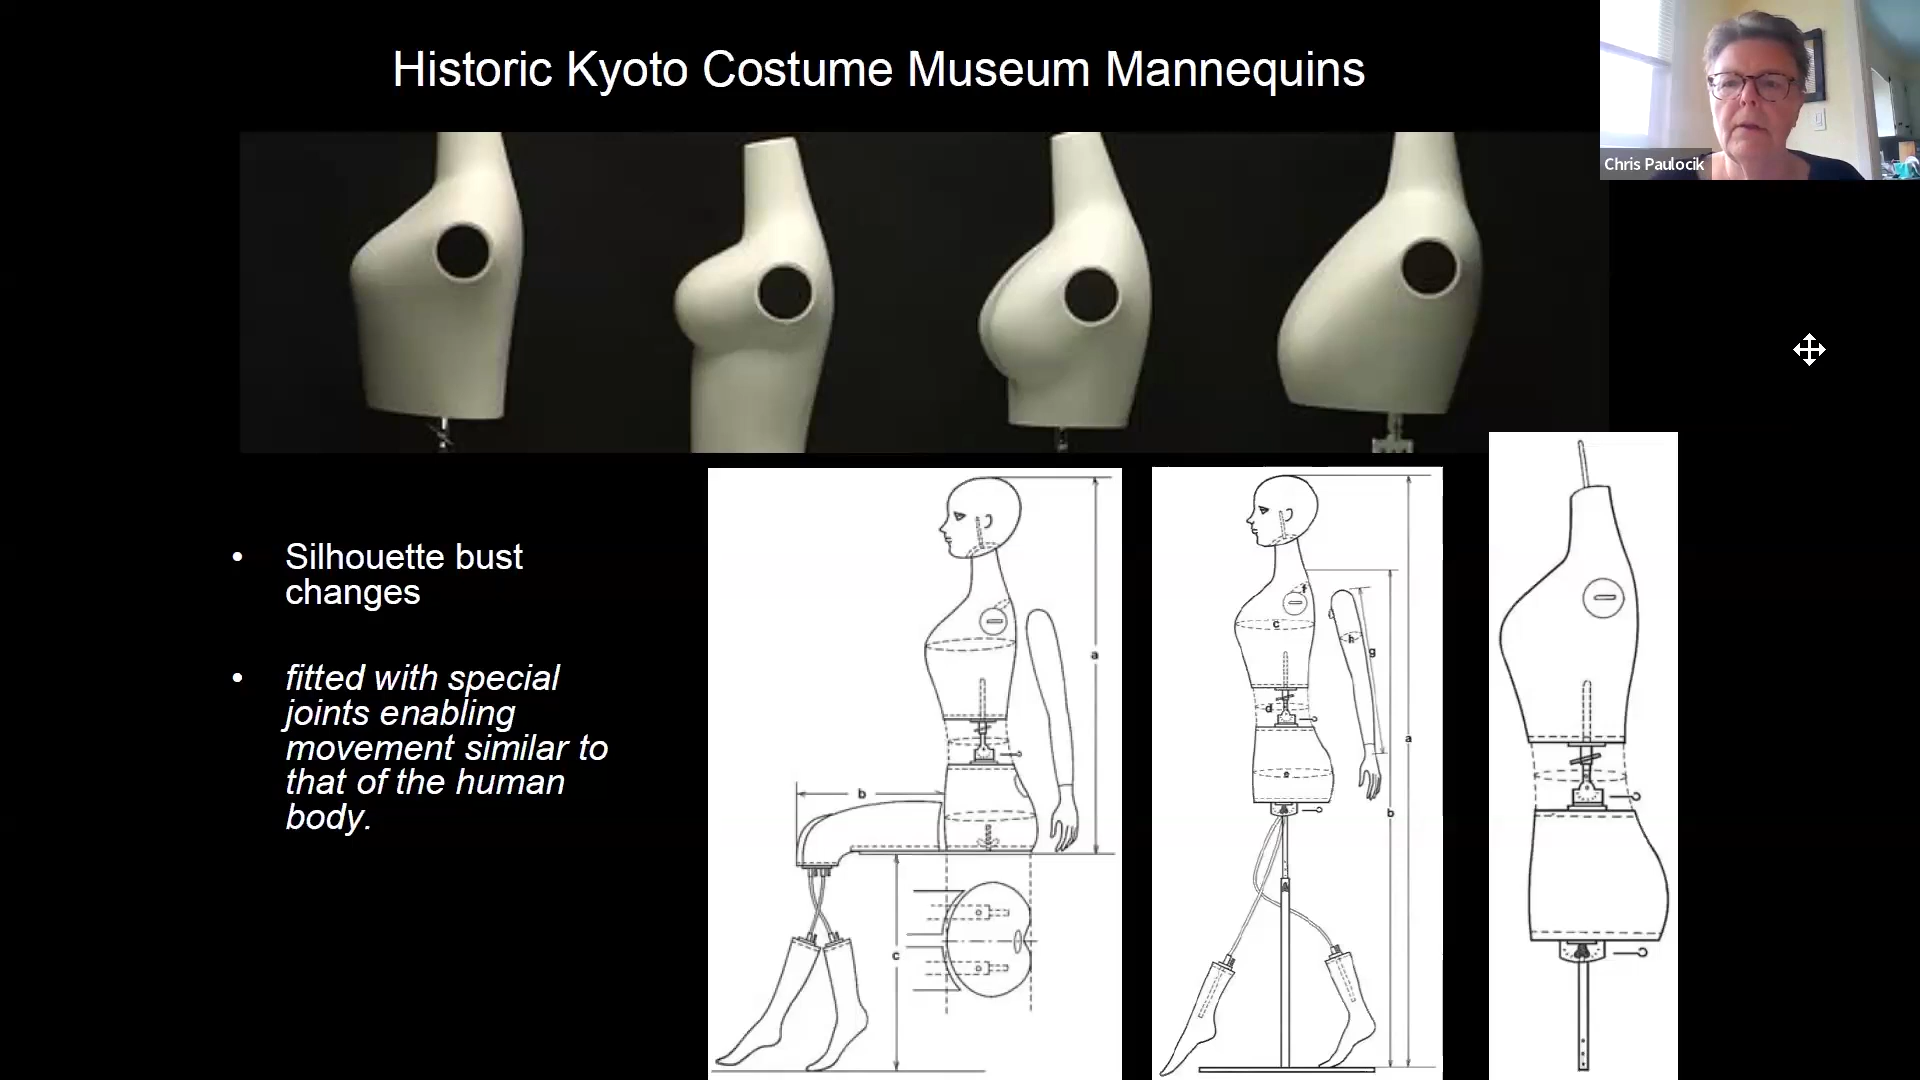 Historic Kyoto Costume Museum Mannequins
Chris Paulocik
• Silhouette bust
changes
• fitted with special
joints enabling
movement similar to
that of the human
body.
a
b
c
f
c
h
g
d
a
e
b